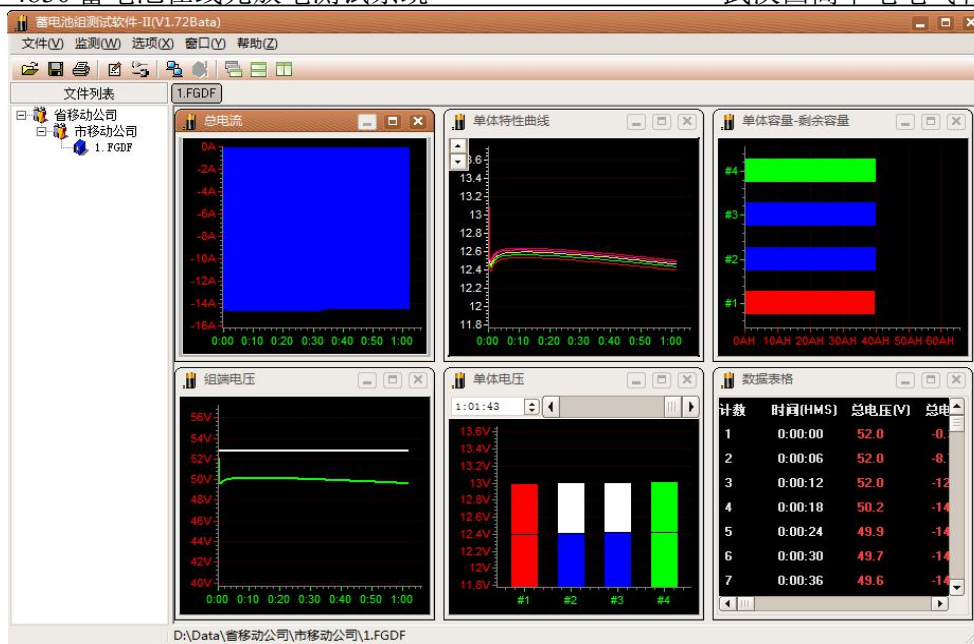 蓄电池组测试软件-II(V1.72Bata)
文件(V) 监测(W) 选项(X) 窗口(Y) 帮助(Z)
文件列表
1.FGDF
省移动公司
市移动公司
1.FGDF
总电流
0A
-2A
-4A
-6A
-8A
-10A
-12A
-14A
-16A
0:00 0:10 0:20 0:30 0:40 0:50 1:00
单体特性曲线
13.4
13.2
13
12.8
12.6
12.4
12.2
12
11.8
0:00 0:10 0:20 0:30 0:40 0:50 1:00
单体容量-剩余容量
#4
#3
#2
#1
0AH 10AH 20AH 30AH 40AH 50AH 60AH
组端电压
56V
54V
52V
50V
48V
46V
44V
42V
40V
0:00 0:10 0:20 0:30 0:40 0:50 1:00
单体电压
1:01:43
13.6V
13.4V
13.2V
13V
12.8V
12.6V
12.4V
12.2V
12V
11.8V
#1 #2 #3 #4
数据表格
计数 时间(HMS) 总电压(V) 总电
1 0:00:00 52.0 -0.
2 0:00:06 52.0 -8.
3 0:00:12 52.0 -12
4 0:00:18 50.2 -14
5 0:00:24 49.9 -14
6 0:00:30 49.7 -14
7 0:00:36 49.6 -14
D:\Data\省移动公司\市移动公司\1.FGDF